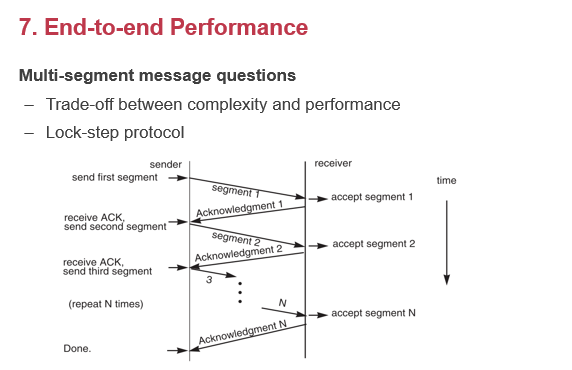 7. End-to-end Performance
Multi-segment message questions
– Trade-off between complexity and performance
– Lock-step protocol
sender
receiver
time
send first segment
segment 1
accept segment 1
Acknowledgment 1
receive ACK,
send second segment
segment 2
accept segment 2
Acknowledgment 2
receive ACK,
send third segment
3
(repeat N times)
N
accept segment N
Acknowledgment N
Done.